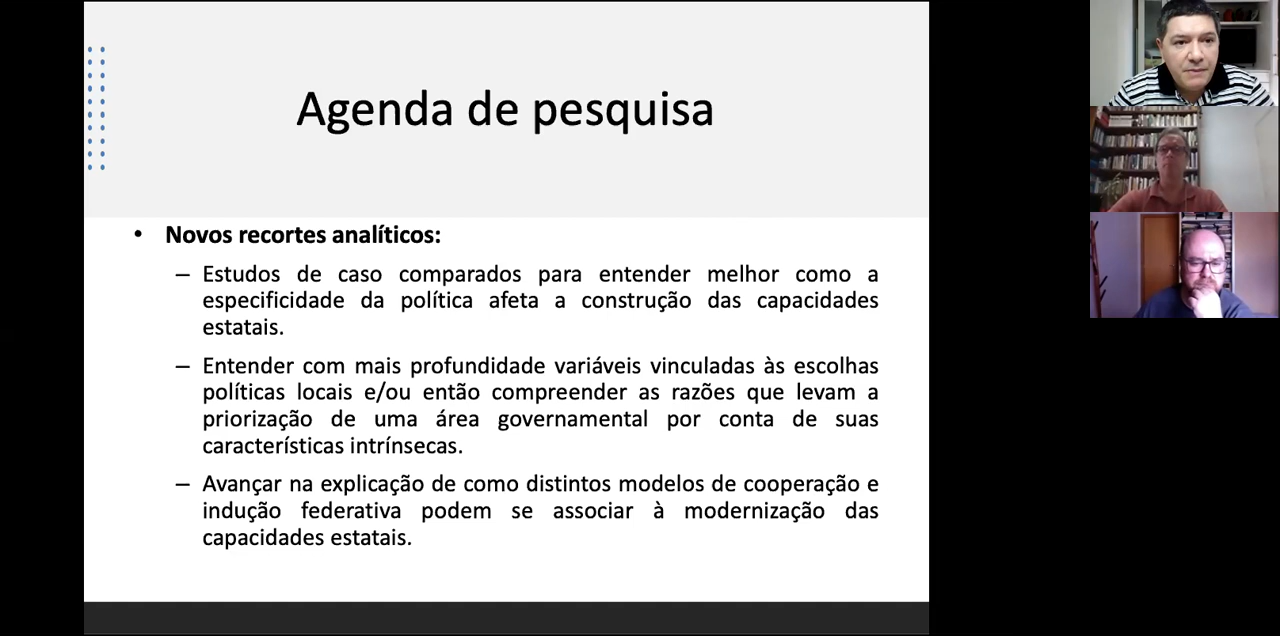 Agenda de pesquisa
• Novos recortes analíticos:
– Estudos de caso comparados para entender melhor como a
especificidade da política afeta a construção das capacidades
estatais.
– Entender com mais profundidade variáveis vinculadas às escolhas
políticas locais e/ou então compreender as razões que levam a
priorização de uma área governamental por conta de suas
características intrínsecas.
– Avançar na explicação de como distintos modelos de cooperação e
indução federativa podem se associar à modernização das
capacidades estatais.